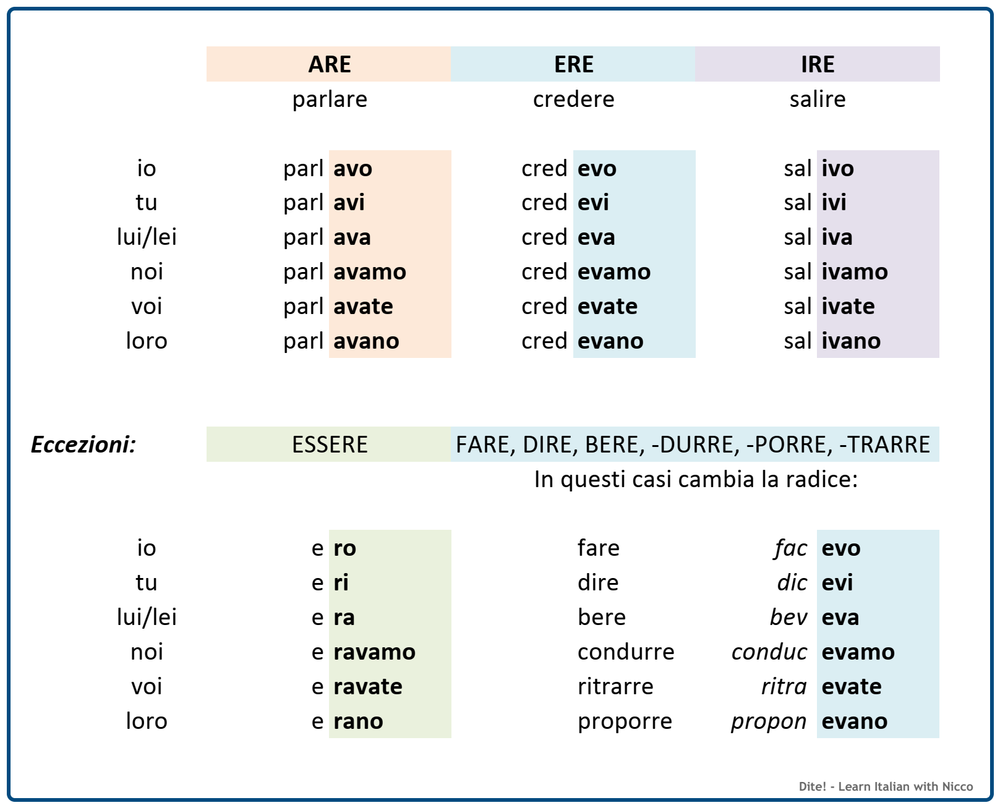 ARE ERE IRE
parlare credere salire
io parl avo cred evo sal ivo
tu parl avi cred evi sal ivi
lui/lei parl ava cred eva sal iva
noi parl avamo cred evamo sal ivamo
voi parl avate cred evate sal ivate
loro parl avano cred evano sal ivano
Eccezioni: ESSERE FARE, DIRE, BERE, -DURRE, -PORRE, -TRARRE
In questi casi cambia la radice:
io e ro fare fac evo
tu e ri dire dic evi
lui/lei e ra bere bev eva
noi e ravamo condurre conduc evamo
voi e ravate ritrarre ritra evate
loro e rano proporre propon evano
Dite! - Learn Italian with Nicco